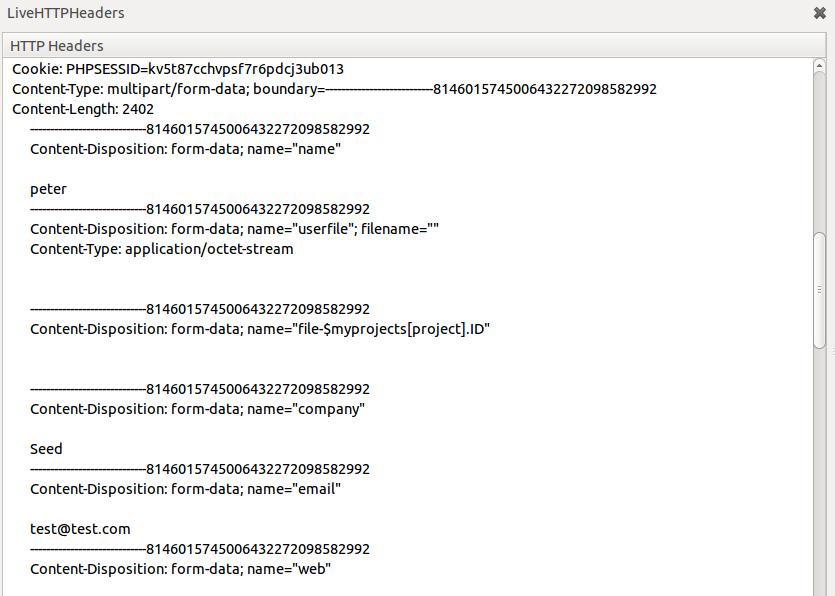 LiveHTTPHeaders
HTTP Headers
Cookie: PHPSESSID=kv5t87cchvpsf7r6pdcj3ub013
Content-Type: multipart/form-data; boundary=---------------------------8146015745006432272098582992
Content-Length: 2402
-----------------------------8146015745006432272098582992
Content-Disposition: form-data; name="name"
peter
-----------------------------8146015745006432272098582992
Content-Disposition: form-data; name="userfile"; filename=""
Content-Type: application/octet-stream
-----------------------------8146015745006432272098582992
Content-Disposition: form-data; name="file-$myprojects[project].ID"
-----------------------------8146015745006432272098582992
Content-Disposition: form-data; name="company"
Seed
-----------------------------8146015745006432272098582992
Content-Disposition: form-data; name="email"
test@test.com
-----------------------------8146015745006432272098582992
Content-Disposition: form-data; name="web"